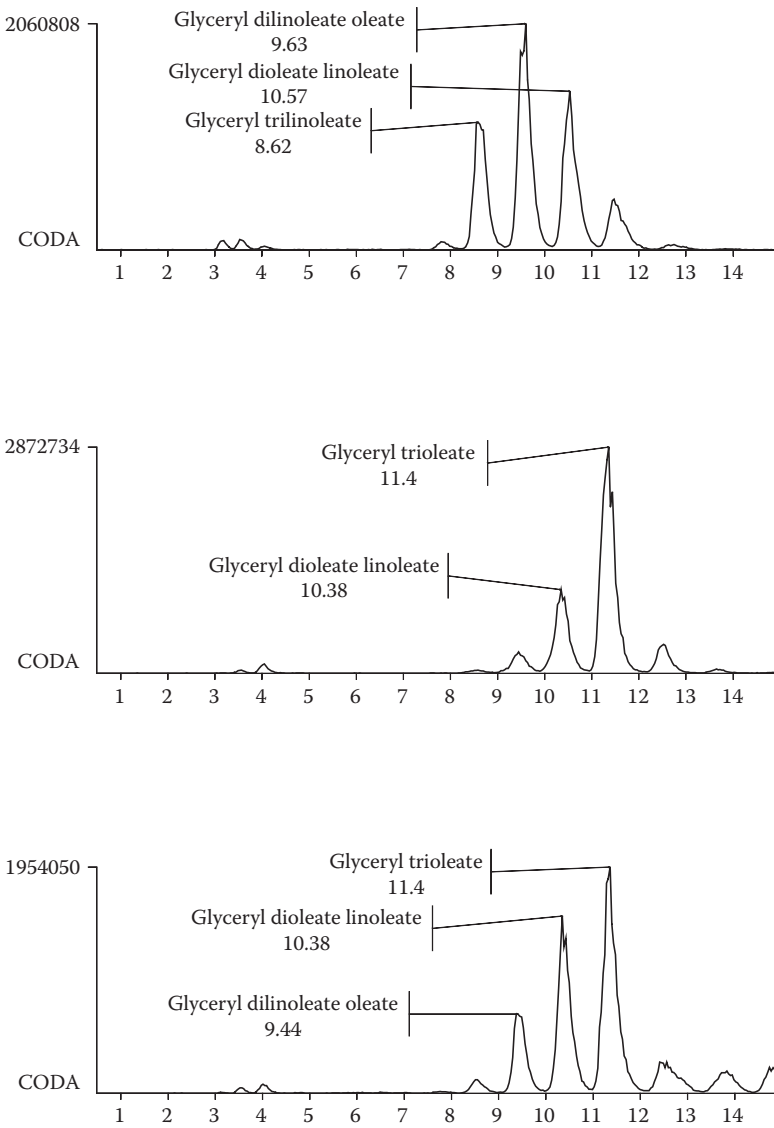 2060808
Glyceryl dilinoleate oleate
9.63
Glyceryl dioleate linoleate
10.57
Glyceryl trilinoleate
8.62
CODA
1 2 3 4 5 6 7 8 9 10 11 12 13 14
2872734
Glyceryl trioleate
11.4
Glyceryl dioleate linoleate
10.38
CODA
1 2 3 4 5 6 7 8 9 10 11 12 13 14
1954050
Glyceryl trioleate
11.4
Glyceryl dioleate linoleate
10.38
Glyceryl dilinoleate oleate
9.44
CODA
1 2 3 4 5 6 7 8 9 10 11 12 13 14